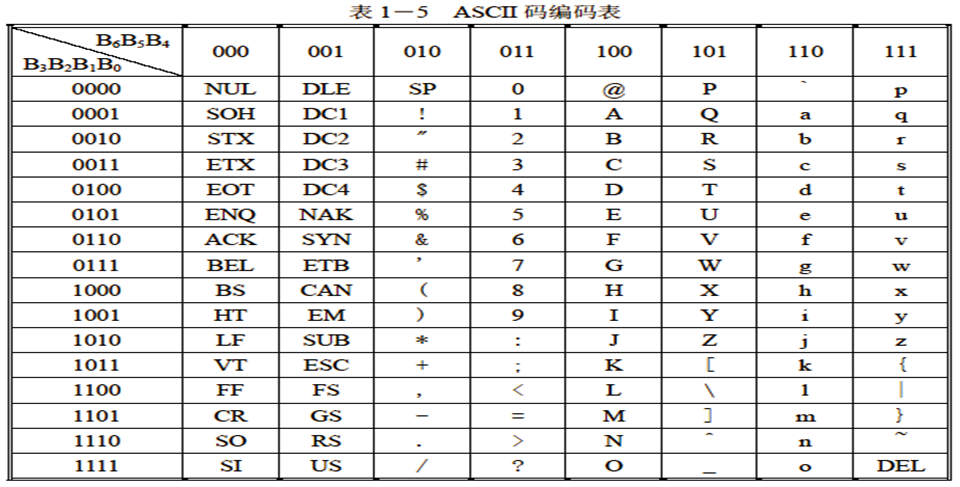 表 1－5 ASCII 码编码表
B₆B₅B₄ 000 001 010 011 100 101 110 111
B₃B₂B₁B₀
0000 NUL DLE SP 0 @ P ` p
0001 SOH DC1 ! 1 A Q a q
0010 STX DC2 ″ 2 B R b r
0011 ETX DC3 # 3 C S c s
0100 EOT DC4 $ 4 D T d t
0101 ENQ NAK % 5 E U e u
0110 ACK SYN & 6 F V f v
0111 BEL ETB ’ 7 G W g w
1000 BS CAN ( 8 H X h x
1001 HT EM ) 9 I Y i y
1010 LF SUB * : J Z j z
1011 VT ESC + ; K [ k {
1100 FF FS , < L \ l |
1101 CR GS － = M ] m }
1110 SO RS . > N ^ n ~
1111 SI US / ? O _ o DEL